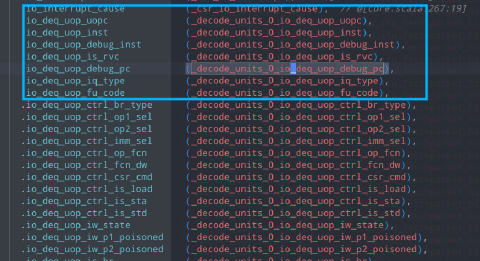 .io_interrupt_cause (_csr_io_interrupt_cause), // @[core.scala:267:19]
.io_deq_uop_uopc (_decode_units_0_io_deq_uop_uopc),
.io_deq_uop_inst (_decode_units_0_io_deq_uop_inst),
.io_deq_uop_debug_inst (_decode_units_0_io_deq_uop_debug_inst),
.io_deq_uop_is_rvc (_decode_units_0_io_deq_uop_is_rvc),
.io_deq_uop_debug_pc (_decode_units_0_io_deq_uop_debug_pc),
.io_deq_uop_iq_type (_decode_units_0_io_deq_uop_iq_type),
.io_deq_uop_fu_code (_decode_units_0_io_deq_uop_fu_code),
.io_deq_uop_ctrl_br_type (_decode_units_0_io_deq_uop_ctrl_br_type),
.io_deq_uop_ctrl_op1_sel (_decode_units_0_io_deq_uop_ctrl_op1_sel),
.io_deq_uop_ctrl_op2_sel (_decode_units_0_io_deq_uop_ctrl_op2_sel),
.io_deq_uop_ctrl_imm_sel (_decode_units_0_io_deq_uop_ctrl_imm_sel),
.io_deq_uop_ctrl_op_fcn (_decode_units_0_io_deq_uop_ctrl_op_fcn),
.io_deq_uop_ctrl_fcn_dw (_decode_units_0_io_deq_uop_ctrl_fcn_dw),
.io_deq_uop_ctrl_csr_cmd (_decode_units_0_io_deq_uop_ctrl_csr_cmd),
.io_deq_uop_ctrl_is_load (_decode_units_0_io_deq_uop_ctrl_is_load),
.io_deq_uop_ctrl_is_sta (_decode_units_0_io_deq_uop_ctrl_is_sta),
.io_deq_uop_ctrl_is_std (_decode_units_0_io_deq_uop_ctrl_is_std),
.io_deq_uop_iw_state (_decode_units_0_io_deq_uop_iw_state),
.io_deq_uop_iw_p1_poisoned (_decode_units_0_io_deq_uop_iw_p1_poisoned),
.io_deq_uop_iw_p2_poisoned (_decode_units_0_io_deq_uop_iw_p2_poisoned),
.io_deq_uop_is_br (_decode_units_0_io_deq_uop_is_br),